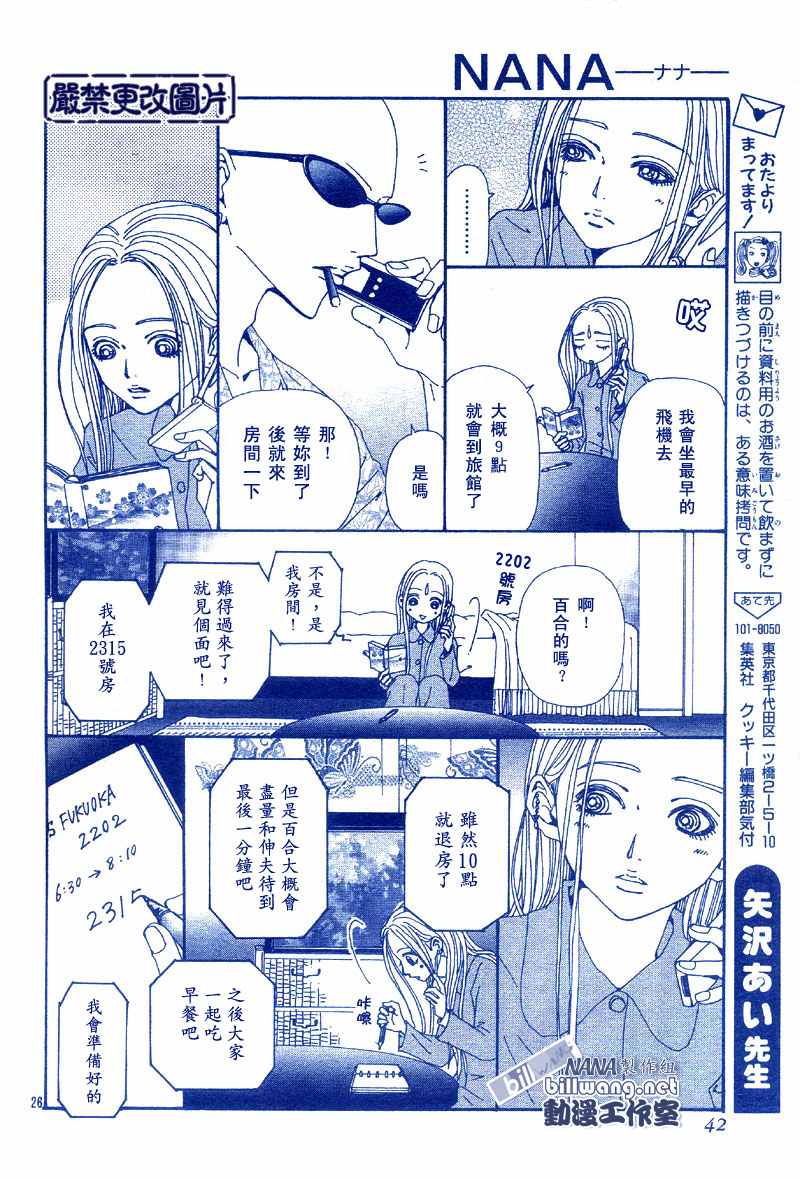 NANA—ナナ—
嚴禁更改圖片
………
哎
我會坐最早的
飛機去
大概9點
就會到旅館了
是嗎
那！
等妳到了
後就來
房間一下
啊！
百合的嗎？
2202
號房
不是，是
我房間！
難得過來了，
就見個面吧！
我在
2315
號房
雖然10點
就退房了
但是百合大概會
盡量和伸夫待到
最後一分鐘吧
咔嚓
之後大家
一起吃
早餐吧
S FUKUOKA
2202
6:30→8:10
2315
我會準備好的
おたより
まってます！
目の前に資料用のお酒を置いて飲まずに
描きつづけるのは、ある意味拷問です。
あて先
101-8050
東京都千代田区一ツ橋2-5-10
集英社 クッキー編集部気付
矢沢あい先生
26
42
bill wang.net
NANA製作組
billwang.net
動漫工作室